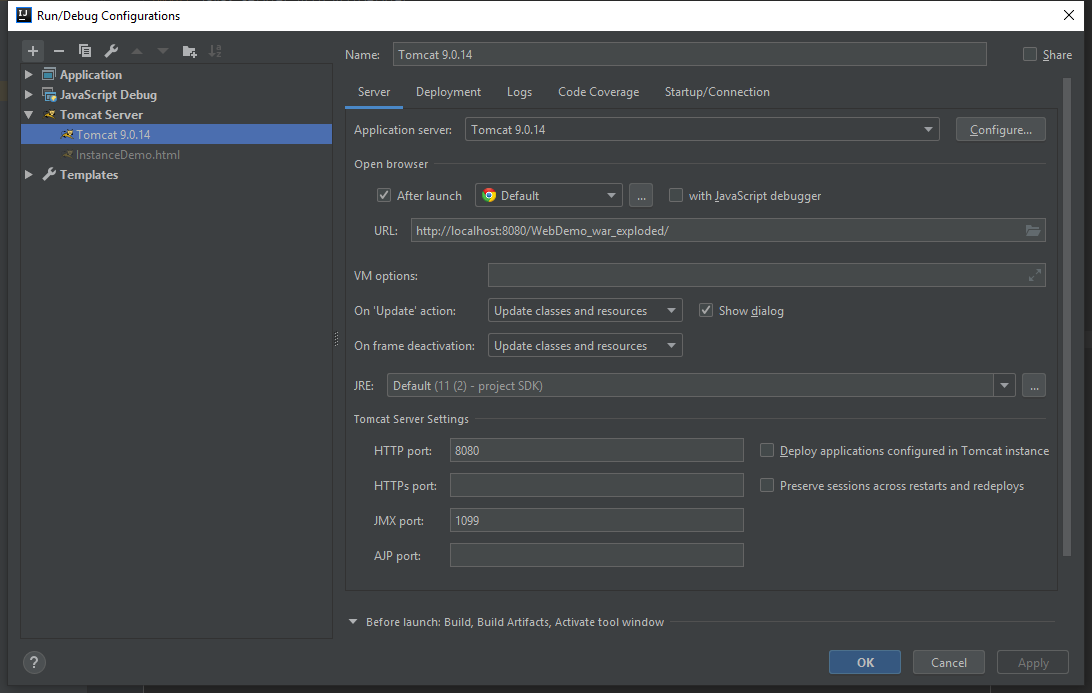 Run/Debug Configurations
Name: Tomcat 9.0.14 Share
Application
JavaScript Debug
Tomcat Server
Tomcat 9.0.14
InstanceDemo.html
Templates
Server Deployment Logs Code Coverage Startup/Connection
Application server: Tomcat 9.0.14 Configure...
Open browser
After launch Default ... with JavaScript debugger
URL: http://localhost:8080/WebDemo_war_exploded/
VM options:
On 'Update' action: Update classes and resources Show dialog
On frame deactivation: Update classes and resources
JRE: Default (11 (2) - project SDK) ...
Tomcat Server Settings
HTTP port: 8080 Deploy applications configured in Tomcat instance
HTTPs port: Preserve sessions across restarts and redeploys
JMX port: 1099
AJP port:
Before launch: Build, Build Artifacts, Activate tool window
? OK Cancel Apply